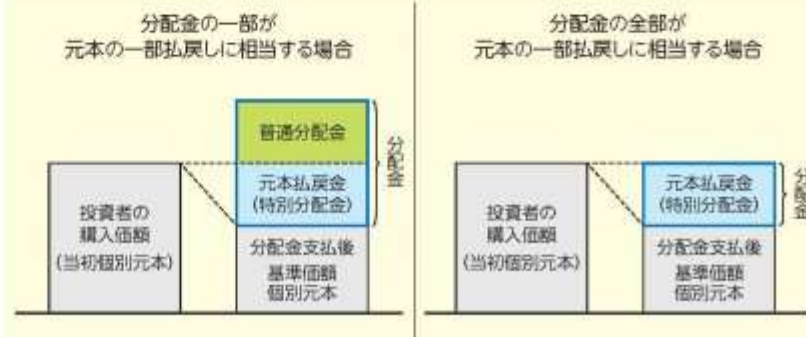 分配金の一部が
元本の一部払戻しに相当する場合
普通分配金
元本払戻金
(特別分配金)
分配金
投資者の
購入価額
(当初個別元本)
分配金支払後
基準価額
個別元本
分配金の全部が
元本の一部払戻しに相当する場合
元本払戻金
(特別分配金)
分配金
投資者の
購入価額
(当初個別元本)
分配金支払後
基準価額
個別元本